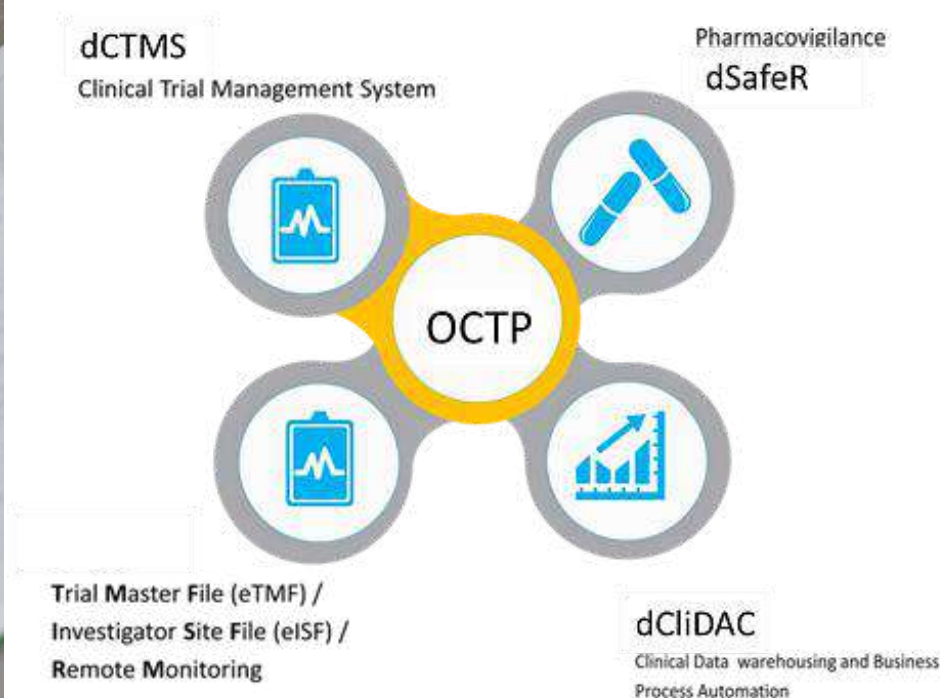 dCTMS
Clinical Trial Management System
Pharmacovigilance
dSafeR
OCTP
Trial Master File (eTMF) /
Investigator Site File (eISF) /
Remote Monitoring
dCliDAC
Clinical Data warehousing and Business
Process Automation